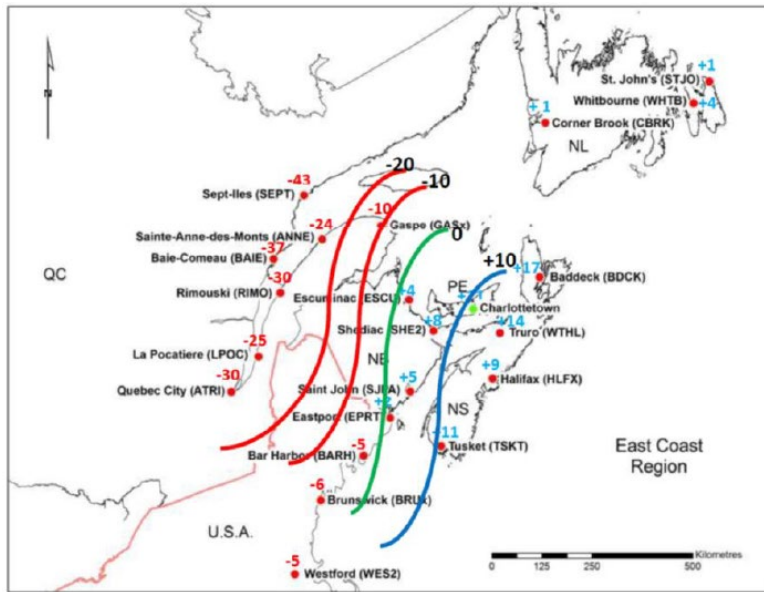 +1
St. John's (STJO)
Whitbourne (WHTB) +4
+1
Corner Brook (CBRK)
NL
-20
-10
-43
Sept-Iles (SEPT)
-10
Gaspe (GASx)
0
-24
Sainte-Anne-des-Monts (ANNE)
-37
Baie-Comeau (BAIE)
+10
+17
Baddeck (BDCK)
QC
-30
Rimouski (RIMO)
PE
+4
Escuminac (ESCU)
Charlottetown
+8
Shediac (SHE2)
+14
Truro (WTHL)
-25
La Pocatiere (LPOC)
NB
-30
Quebec City (ATRI)
+5
Saint John (SJPA)
+9
Halifax (HLFX)
NS
Eastport (EPRT)
+11
Tusket (TSKT)
-5
Bar Harbor (BARH)
East Coast
Region
-6
Brunswick (BRUx)
U.S.A.
-5
Westford (WES2)
Kilometres
0 125 250 500